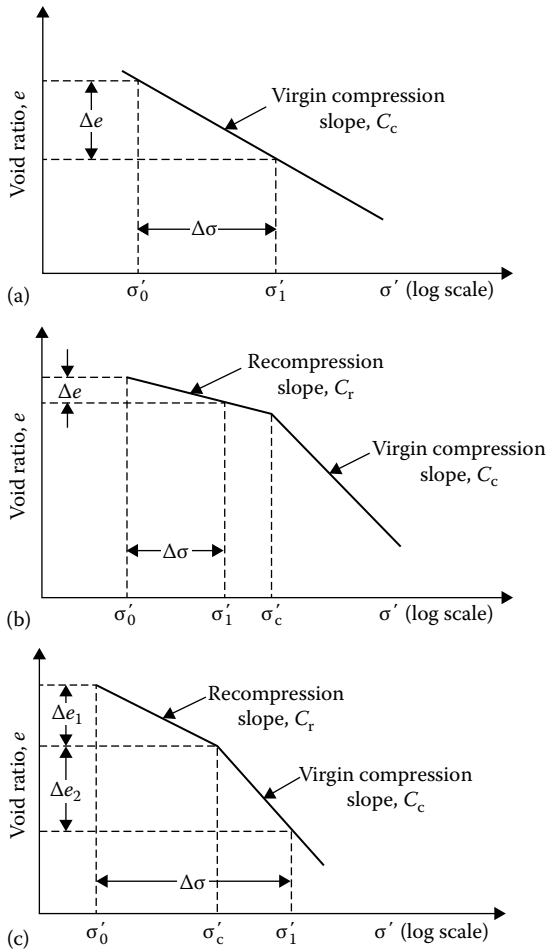 Void ratio, e
Δe
Virgin compression
slope, Cc
Δσ
σ′0
σ′1
σ′ (log scale)
(a)
Void ratio, e
Δe
Recompression
slope, Cr
Virgin compression
slope, Cc
Δσ
σ′0
σ′1
σ′c
σ′ (log scale)
(b)
Void ratio, e
Δe1
Δe2
Recompression
slope, Cr
Virgin compression
slope, Cc
Δσ
σ′0
σ′c
σ′1
σ′ (log scale)
(c)